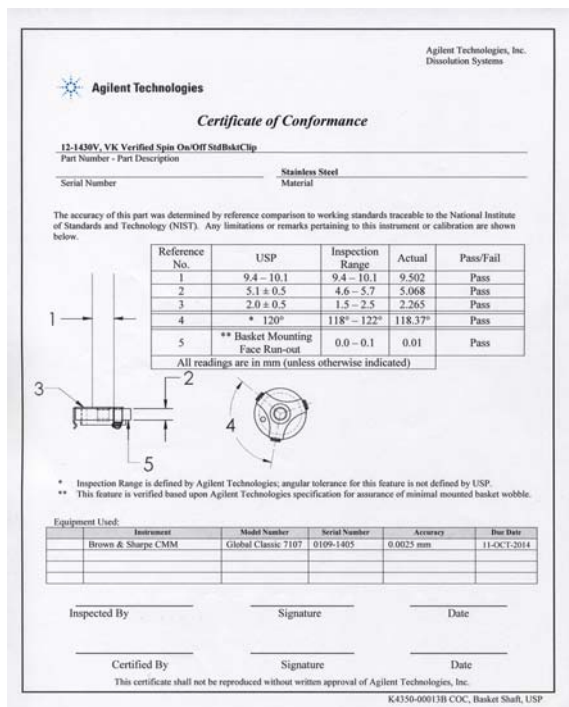 Agilent Technologies, Inc.
Dissolution Systems
Agilent Technologies
Certificate of Conformance
12-1430V, VK Verified Spin On/Off StdBsktClip
Part Number - Part Description
Stainless Steel
Serial Number Material
The accuracy of this part was determined by reference comparison to working standards traceable to the National Institute
of Standards and Technology (NIST). Any limitations or remarks pertaining to this instrument or calibration are shown
below.
Reference No. USP Inspection Range Actual Pass/Fail
1 9.4 – 10.1 9.4 – 10.1 9.502 Pass
2 5.1 ± 0.5 4.6 – 5.7 5.068 Pass
3 2.0 ± 0.5 1.5 – 2.5 2.265 Pass
4 * 120° 118° – 122° 118.37° Pass
5 ** Basket Mounting Face Run-out 0.0 – 0.1 0.01 Pass
All readings are in mm (unless otherwise indicated)
1
2
3
4
5
* Inspection Range is defined by Agilent Technologies; angular tolerance for this feature is not defined by USP.
** This feature is verified based upon Agilent Technologies specification for assurance of minimal mounted basket wobble.
Equipment Used:
Instrument Model Number Serial Number Accuracy Due Date
Brown & Sharpe CMM Global Classic 7107 0109-1405 0.0025 mm 11-OCT-2014
Inspected By Signature Date
Certified By Signature Date
This certificate shall not be reproduced without written approval of Agilent Technologies, Inc.
K4350-00013B COC, Basket Shaft, USP